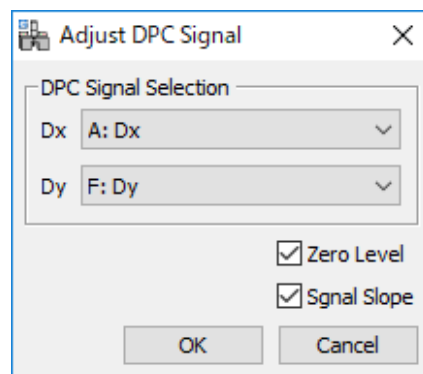 Adjust DPC Signal
DPC Signal Selection
Dx A: Dx
Dy F: Dy
Zero Level
Sgnal Slope
OK Cancel